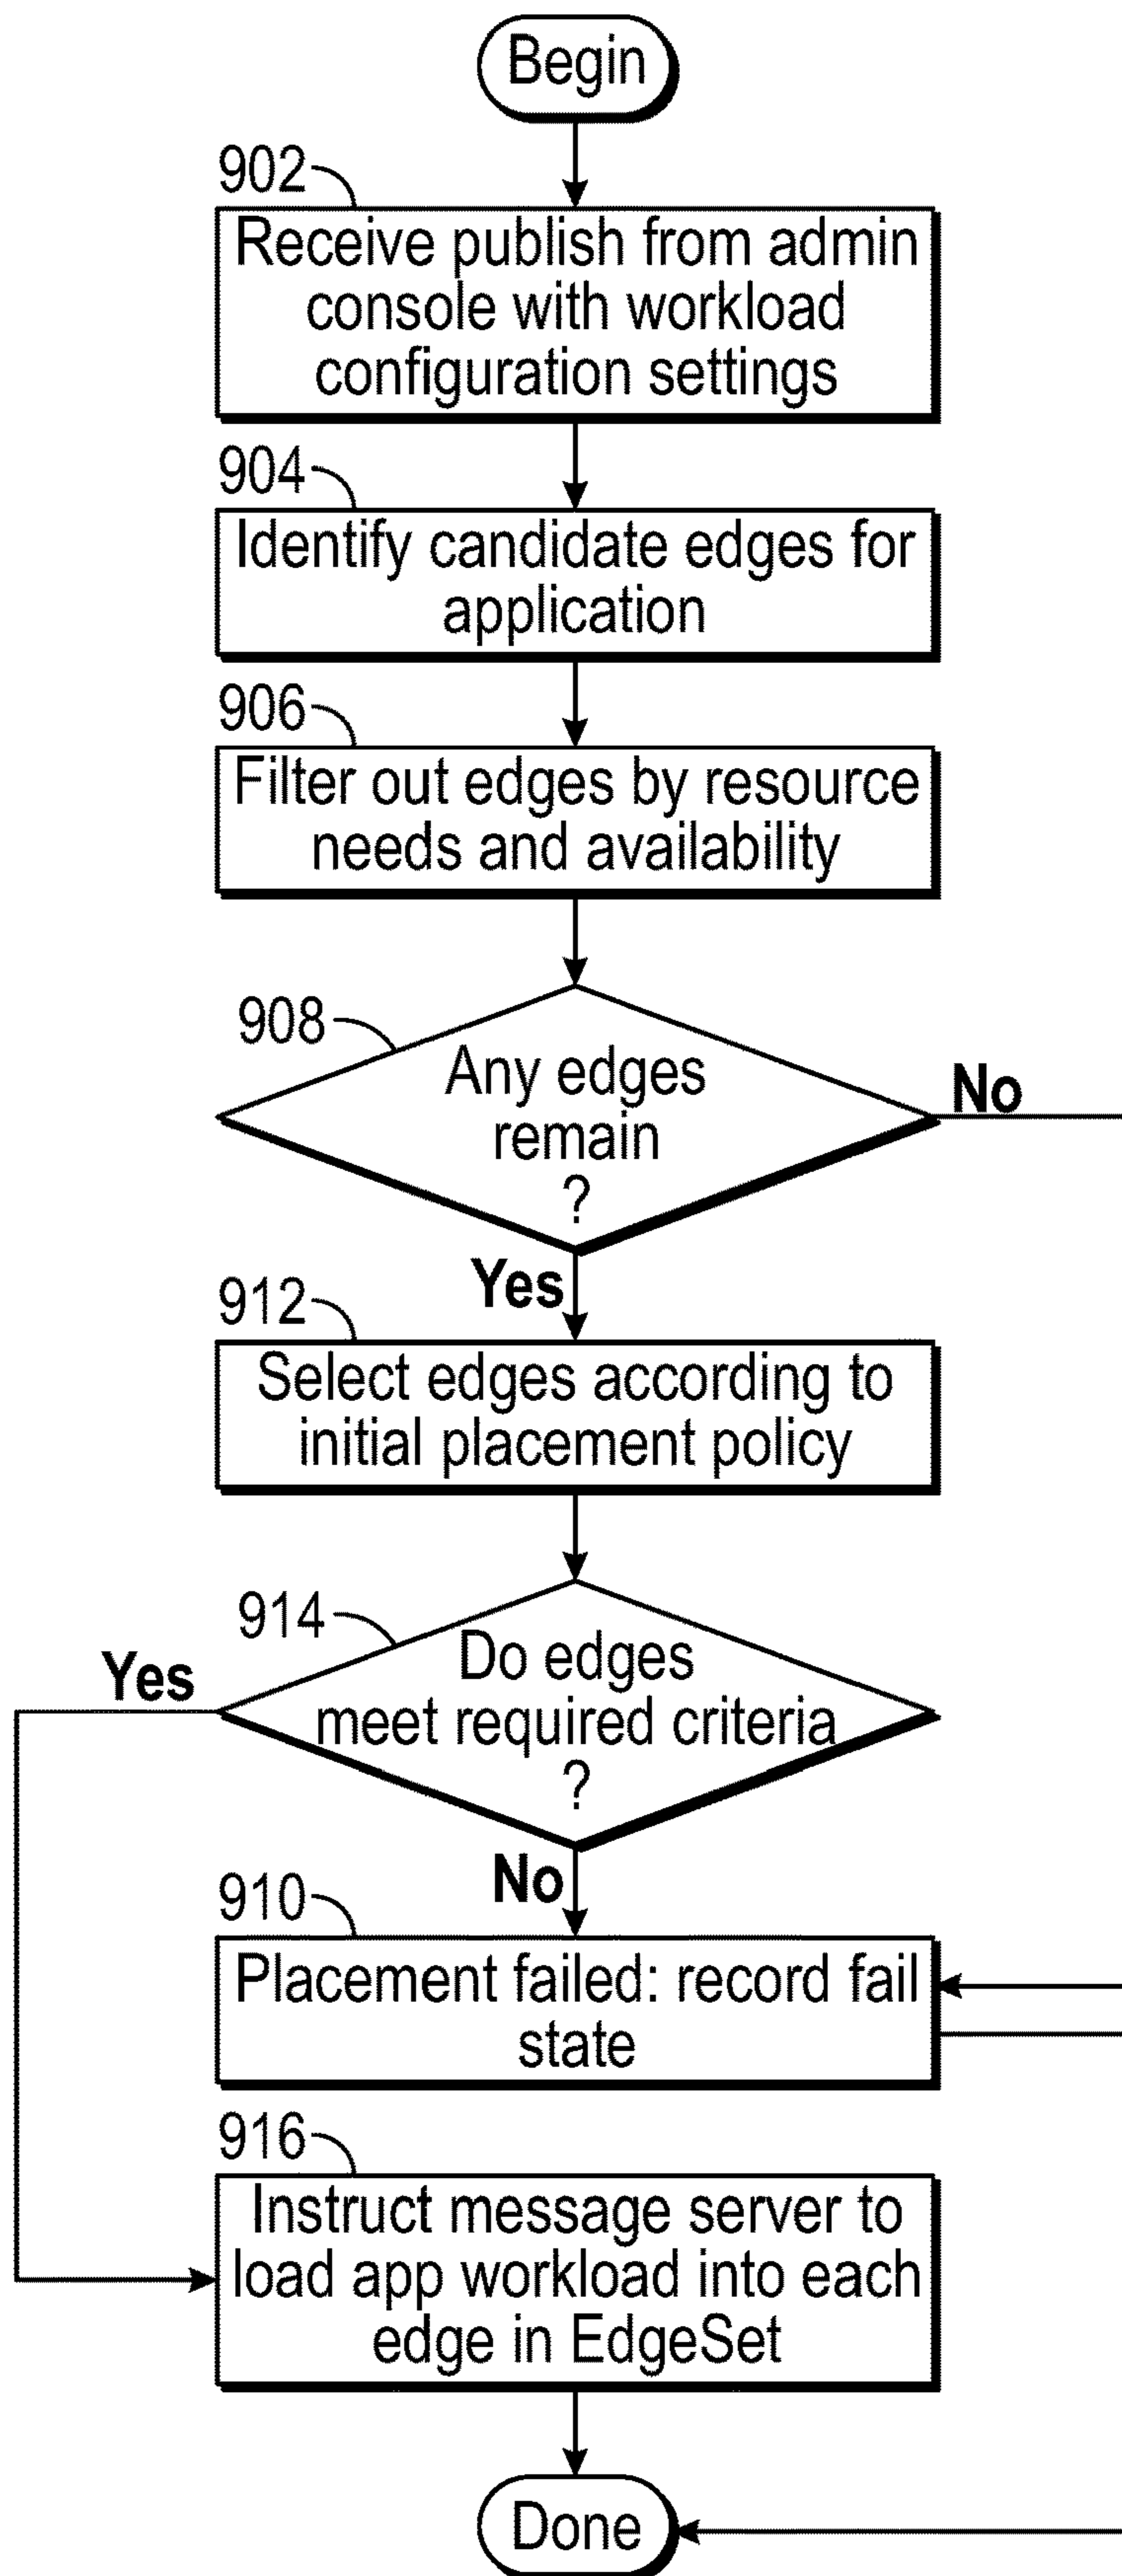 Begin
902
Receive publish from admin
console with workload
configuration settings
904
Identify candidate edges for
application
906
Filter out edges by resource
needs and availability
908
Any edges
remain
?
No
Yes
912
Select edges according to
initial placement policy
914
Do edges
meet required criteria
?
Yes
No
910
Placement failed: record fail
state
916
Instruct message server to
load app workload into each
edge in EdgeSet
Done